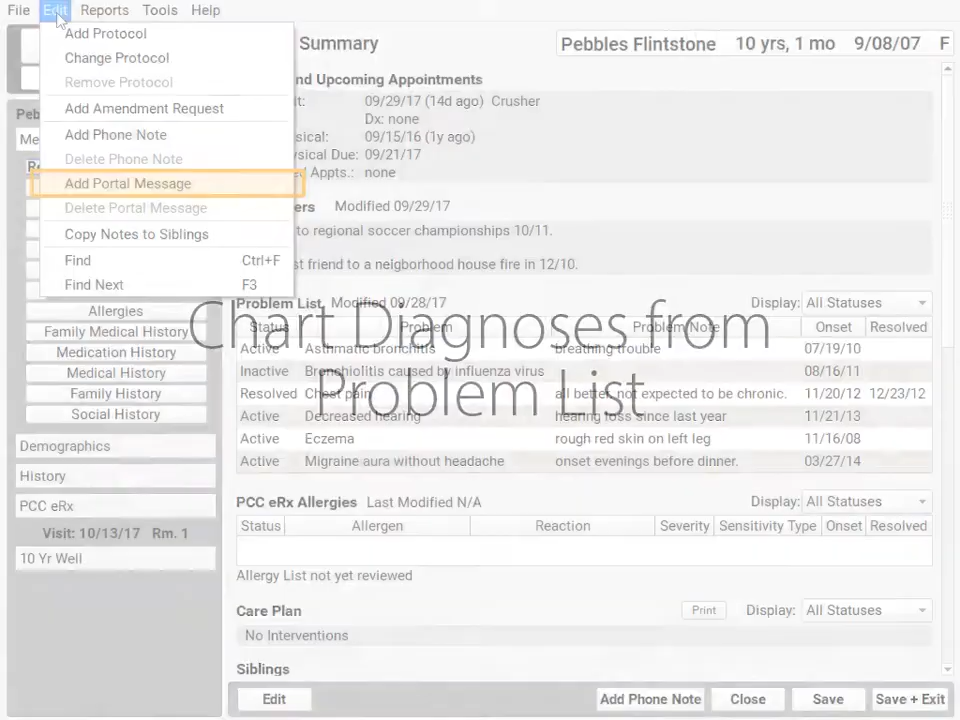 File Edit Reports Tools Help
Add Protocol
Change Protocol
Remove Protocol
Add Amendment Request
Add Phone Note
Delete Phone Note
Add Portal Message
Delete Portal Message
Copy Notes to Siblings
Find Ctrl+F
Find Next F3
Summary
Pebbles Flintstone 10 yrs, 1 mo 9/08/07 F
nd Upcoming Appointments
it: 09/29/17 (14d ago) Crusher
Dx: none
sical: 09/15/16 (1y ago)
ysical Due: 09/21/17
d Appts.: none
ers Modified 09/29/17
to regional soccer championships 10/11.
st friend to a neigborhood house fire in 12/10.
Peb
Me
Re
Allergies
Family Medical History
Medication History
Medical History
Family History
Social History
Demographics
History
PCC eRx
Visit: 10/13/17 Rm. 1
10 Yr Well
Chart Diagnoses from
Problem List
Problem List Modified 09/28/17 Display: All Statuses
Status Problem Problem Note Onset Resolved
Active Asthmatic bronchitis breathing trouble 07/19/10
Inactive Bronchiolitis caused by influenza virus 08/16/11
Resolved Chest pain all better, not expected to be chronic. 11/20/12 12/23/12
Active Decreased hearing hearing loss since last year 11/21/13
Active Eczema rough red skin on left leg 11/16/08
Active Migraine aura without headache onset evenings before dinner. 03/27/14
PCC eRx Allergies Last Modified N/A Display: All Statuses
Status Allergen Reaction Severity Sensitivity Type Onset Resolved
Allergy List not yet reviewed
Care Plan Print Display: All Statuses
No Interventions
Siblings
Edit Add Phone Note Close Save Save + Exit